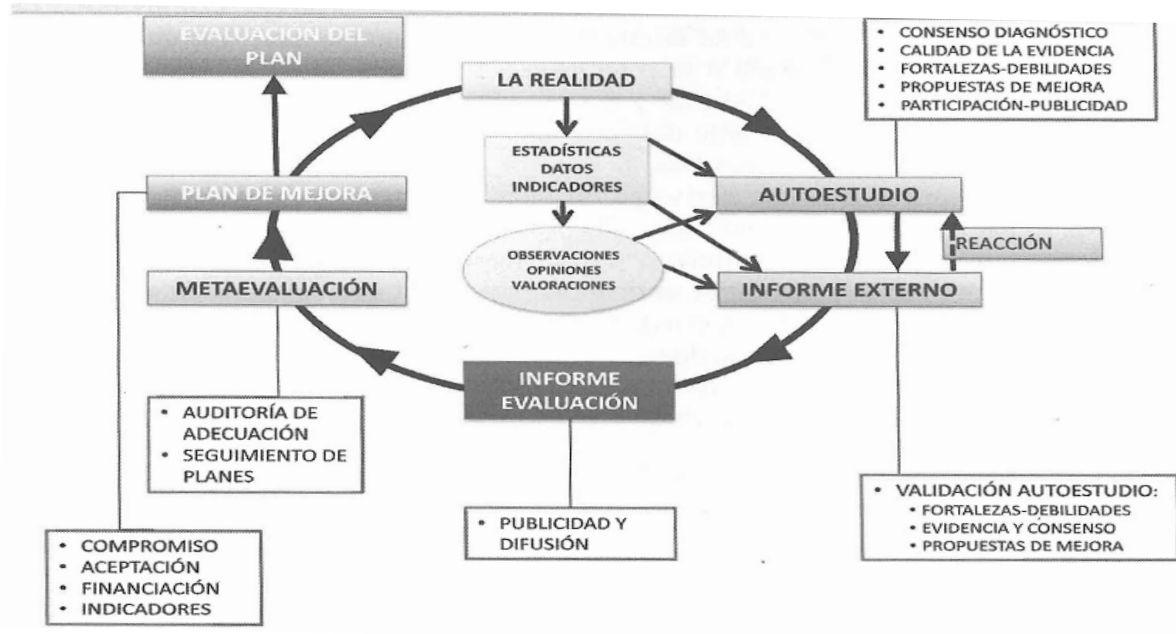 EVALUACIÓN DEL
PLAN
LA REALIDAD
• CONSENSO DIAGNÓSTICO
• CALIDAD DE LA EVIDENCIA
• FORTALEZAS-DEBILIDADES
• PROPUESTAS DE MEJORA
• PARTICIPACIÓN-PUBLICIDAD
ESTADÍSTICAS
DATOS
INDICADORES
PLAN DE MEJORA
AUTOESTUDIO
REACCIÓN
OBSERVACIONES
OPINIONES
VALORACIONES
METAEVALUACIÓN
INFORME EXTERNO
INFORME
EVALUACIÓN
• AUDITORÍA DE
ADECUACIÓN
• SEGUIMIENTO DE
PLANES
• PUBLICIDAD Y
DIFUSIÓN
• VALIDACIÓN AUTOESTUDIO:
• FORTALEZAS-DEBILIDADES
• EVIDENCIA Y CONSENSO
• PROPUESTAS DE MEJORA
• COMPROMISO
• ACEPTACIÓN
• FINANCIACIÓN
• INDICADORES